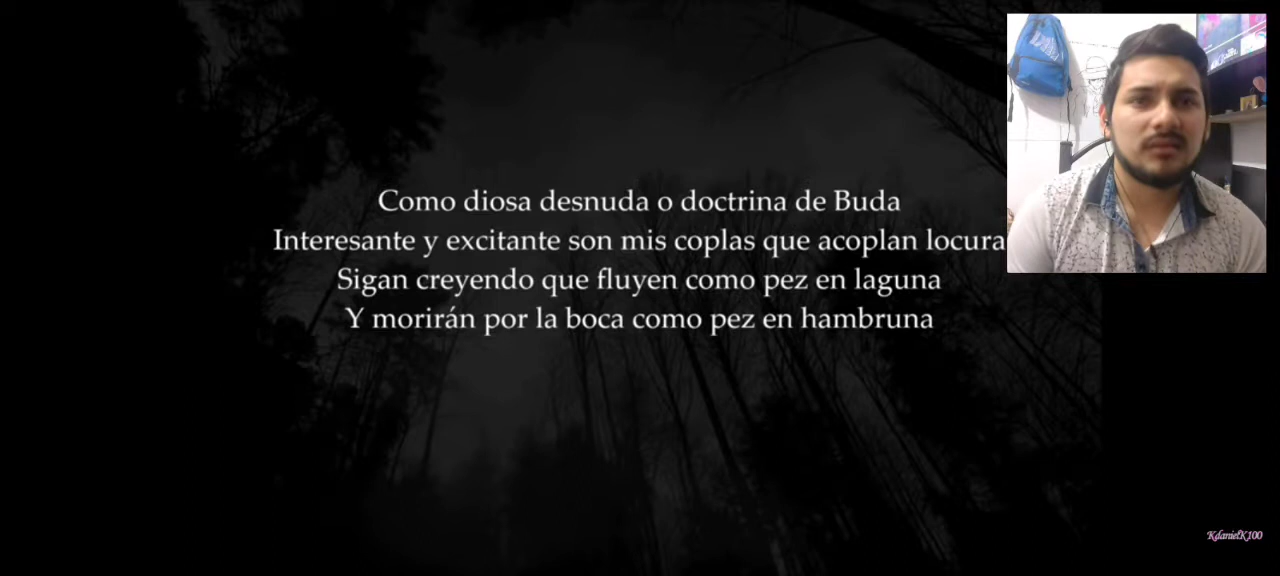 Como diosa desnuda o doctrina de Buda
Interesante y excitante son mis coplas que acoplan locura
Sigan creyendo que fluyen como pez en laguna
Y morirán por la boca como pez en hambruna
KdanielK100